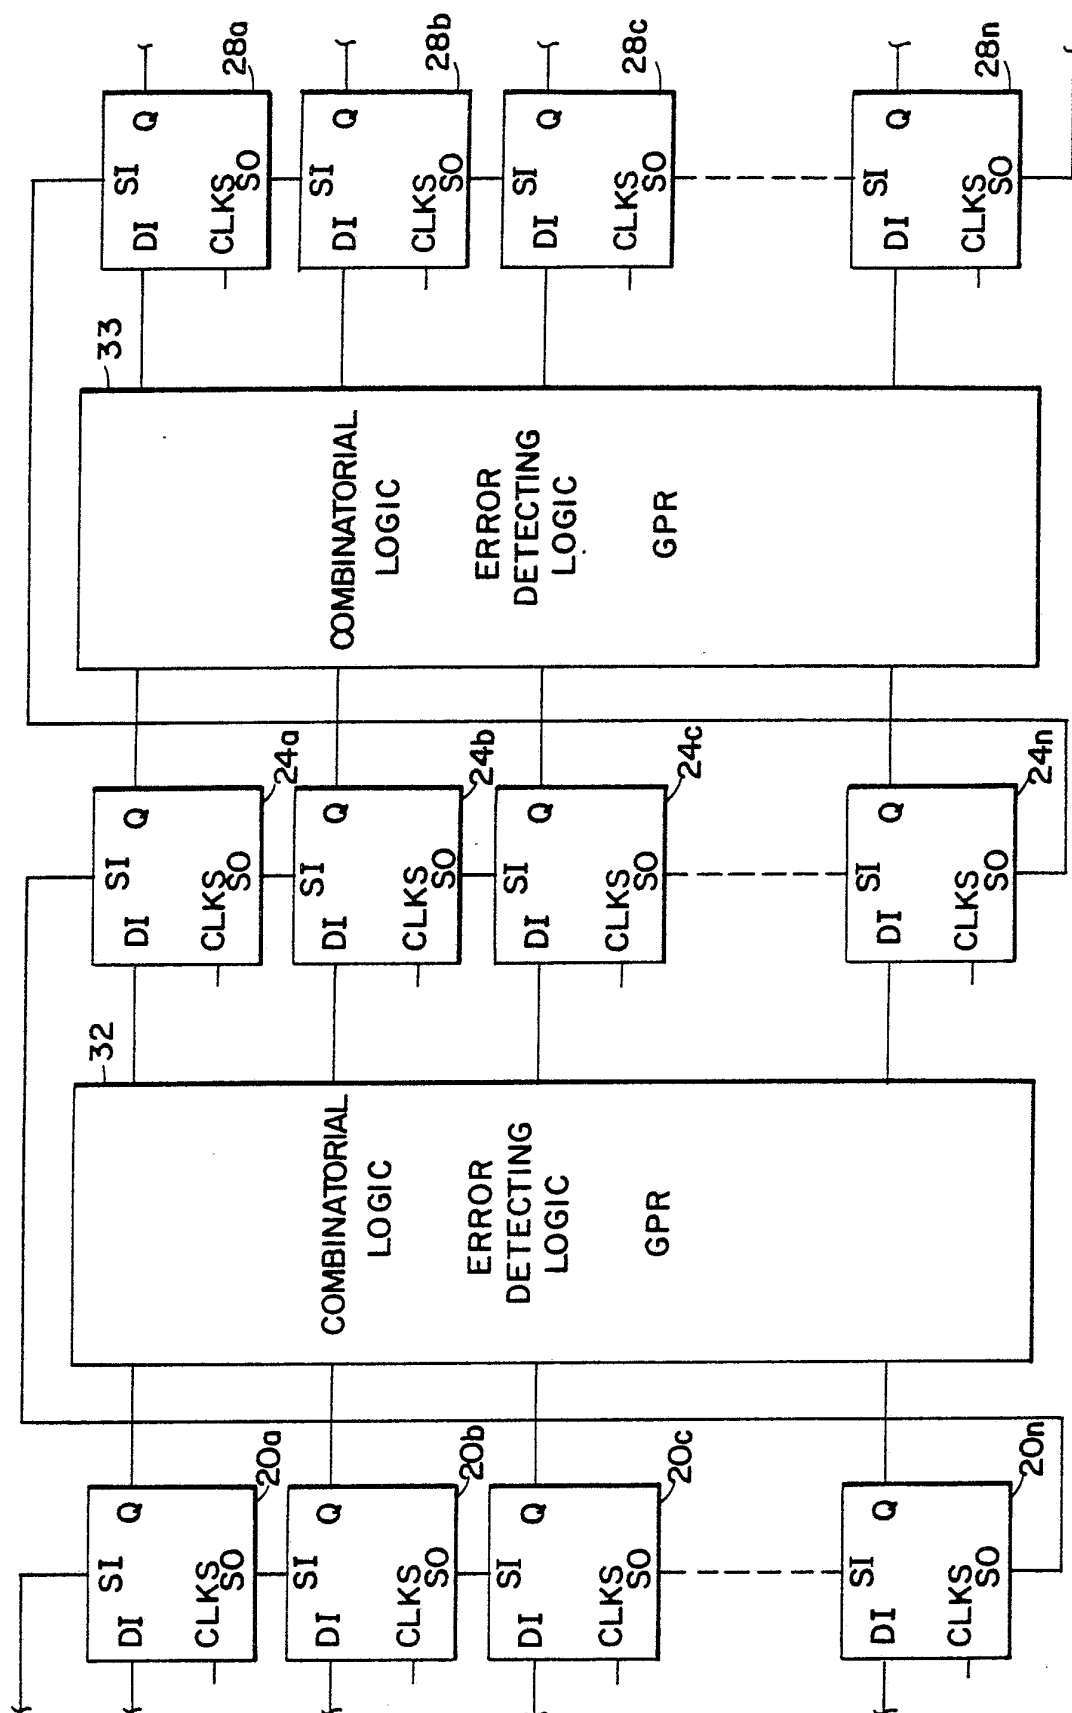 28a
28b
28c
28n
SI
Q
DI
CLKS
SO
SI
Q
DI
CLKS
SO
SI
Q
DI
CLKS
SO
SI
Q
DI
CLKS
SO
33
COMBINATORIAL
LOGIC
ERROR
DETECTING
LOGIC
GPR
24a
24b
24c
24n
SI
Q
DI
CLKS
SO
SI
Q
DI
CLKS
SO
SI
Q
DI
CLKS
SO
SI
Q
DI
CLKS
SO
32
COMBINATORIAL
LOGIC
ERROR
DETECTING
LOGIC
GPR
20a
20b
20c
20n
SI
Q
DI
CLKS
SO
SI
Q
DI
CLKS
SO
SI
Q
DI
CLKS
SO
SI
Q
DI
CLKS
SO